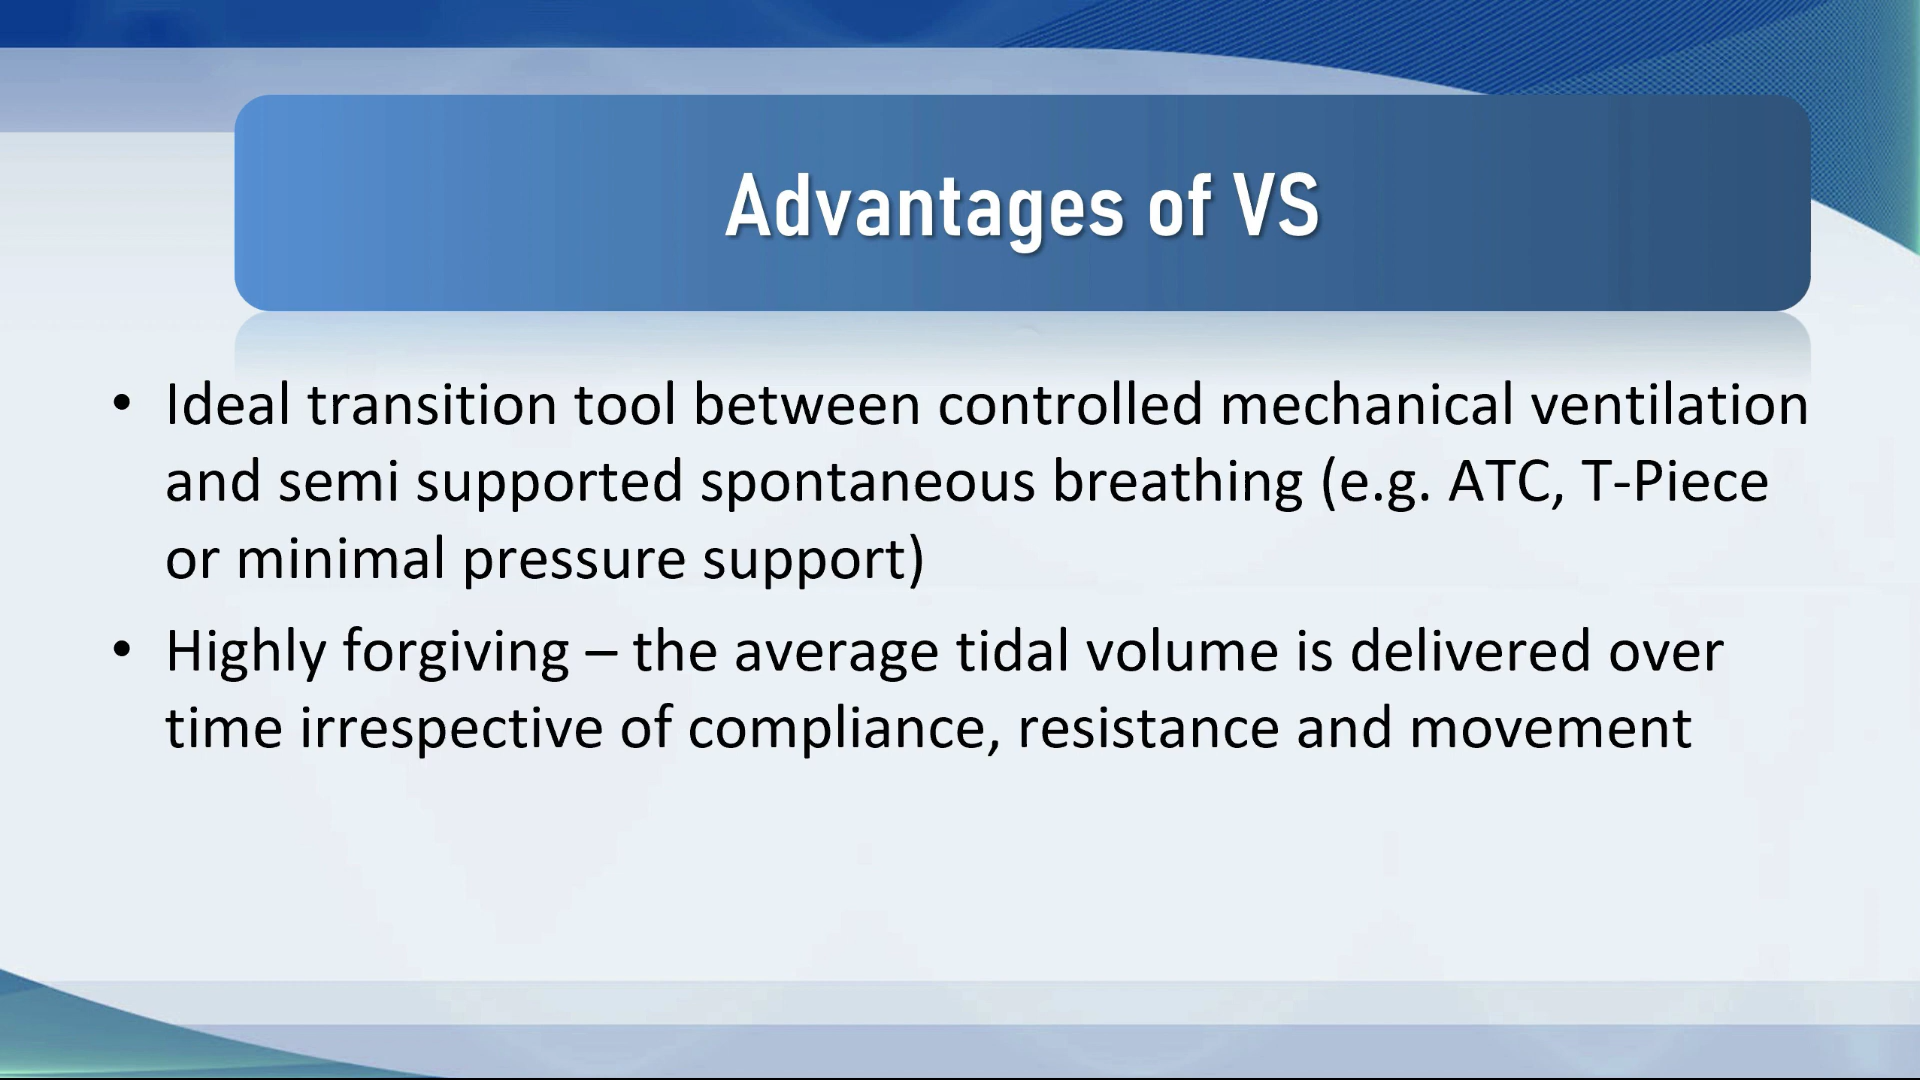 Advantages of VS
• Ideal transition tool between controlled mechanical ventilation
and semi supported spontaneous breathing (e.g. ATC, T-Piece
or minimal pressure support)
• Highly forgiving – the average tidal volume is delivered over
time irrespective of compliance, resistance and movement